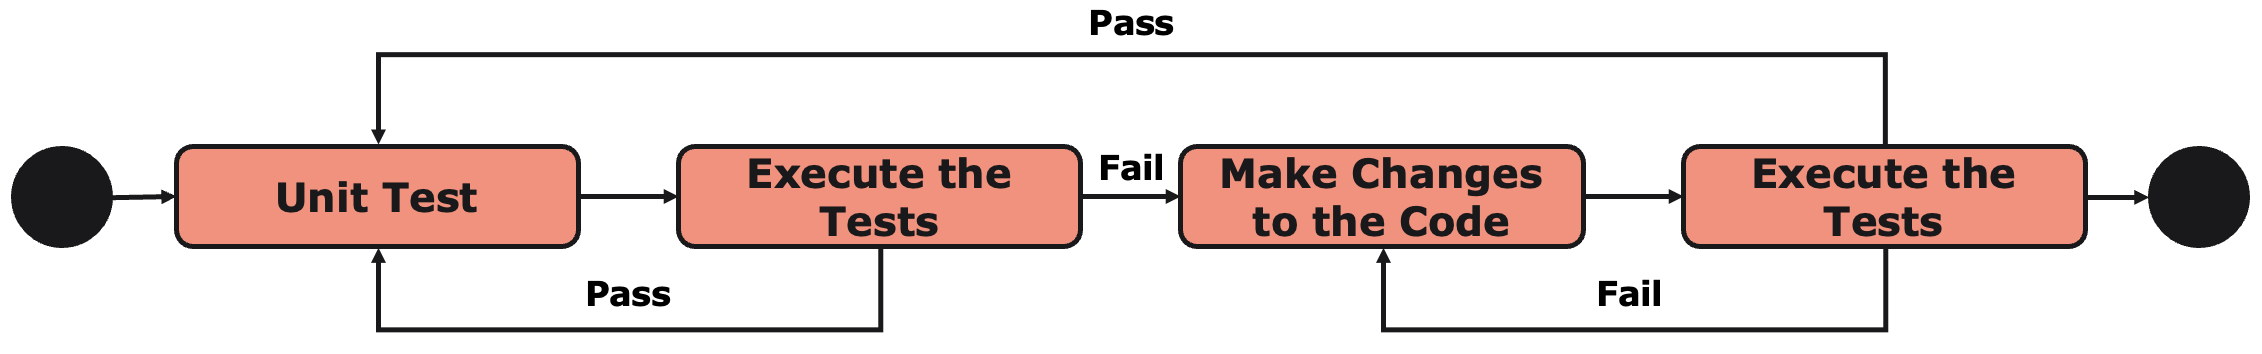 Pass
Unit Test
Execute the
Tests
Fail
Make Changes
to the Code
Execute the
Tests
Pass
Fail